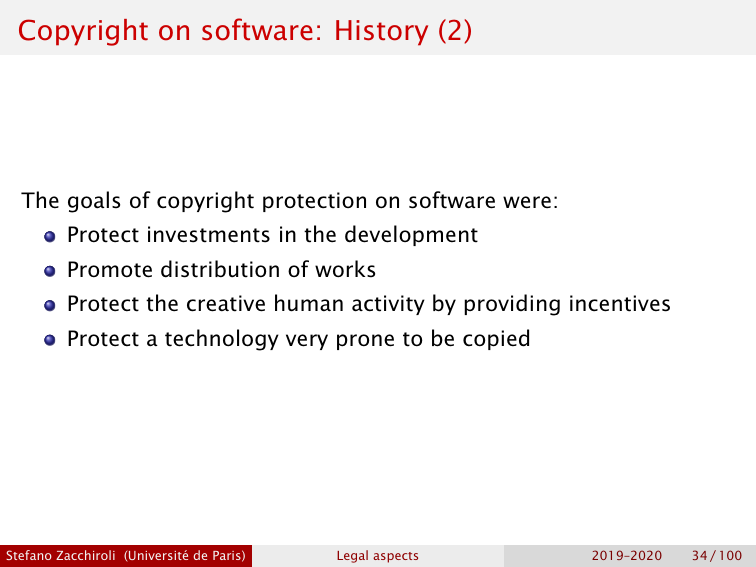 Copyright on software: History (2)
The goals of copyright protection on software were:
Protect investments in the development
Promote distribution of works
Protect the creative human activity by providing incentives
Protect a technology very prone to be copied
Stefano Zacchiroli (Université de Paris) Legal aspects 2019–2020 34 / 100